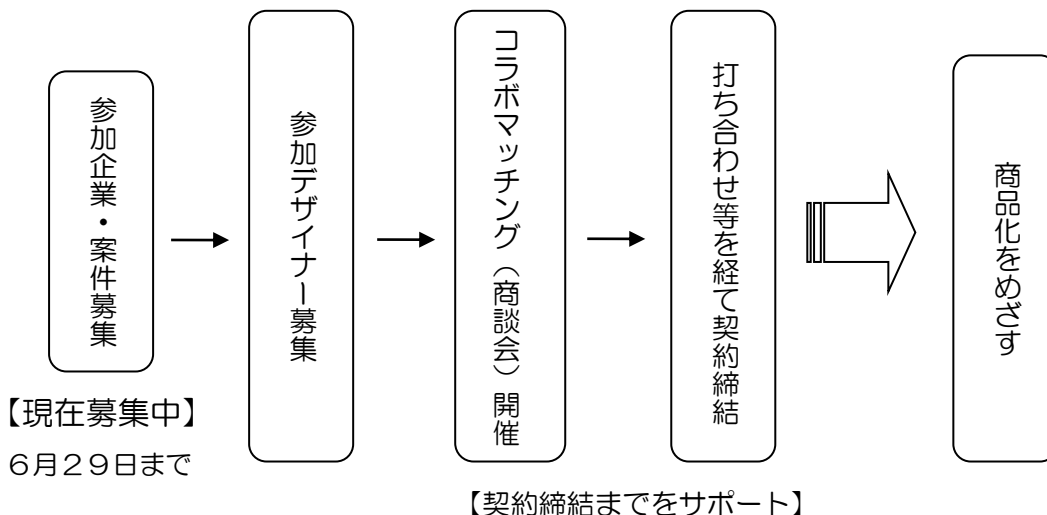 参加企業・案件募集
【現在募集中】
６月２９日まで
参加デザイナー募集
コラボマッチング（商談会）開催
打ち合わせ等を経て契約締結
【契約締結までをサポート】
商品化をめざす